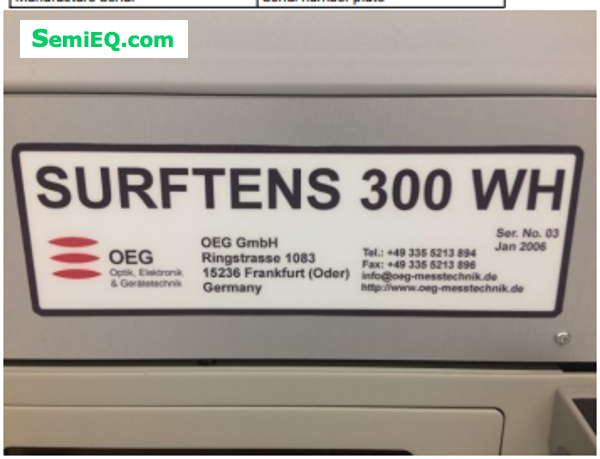 SemiEQ.com
SURFTENS 300 WH
Ser. No. 03
Jan 2006
OEG
Optik, Elektronik
& Gerätetechnik
OEG GmbH
Ringstrasse 1083
15236 Frankfurt (Oder)
Germany
Tel.: +49 335 5213 894
Fax: +49 335 5213 896
info@oeg-messtechnik.de
http://www.oeg-messtechnik.de